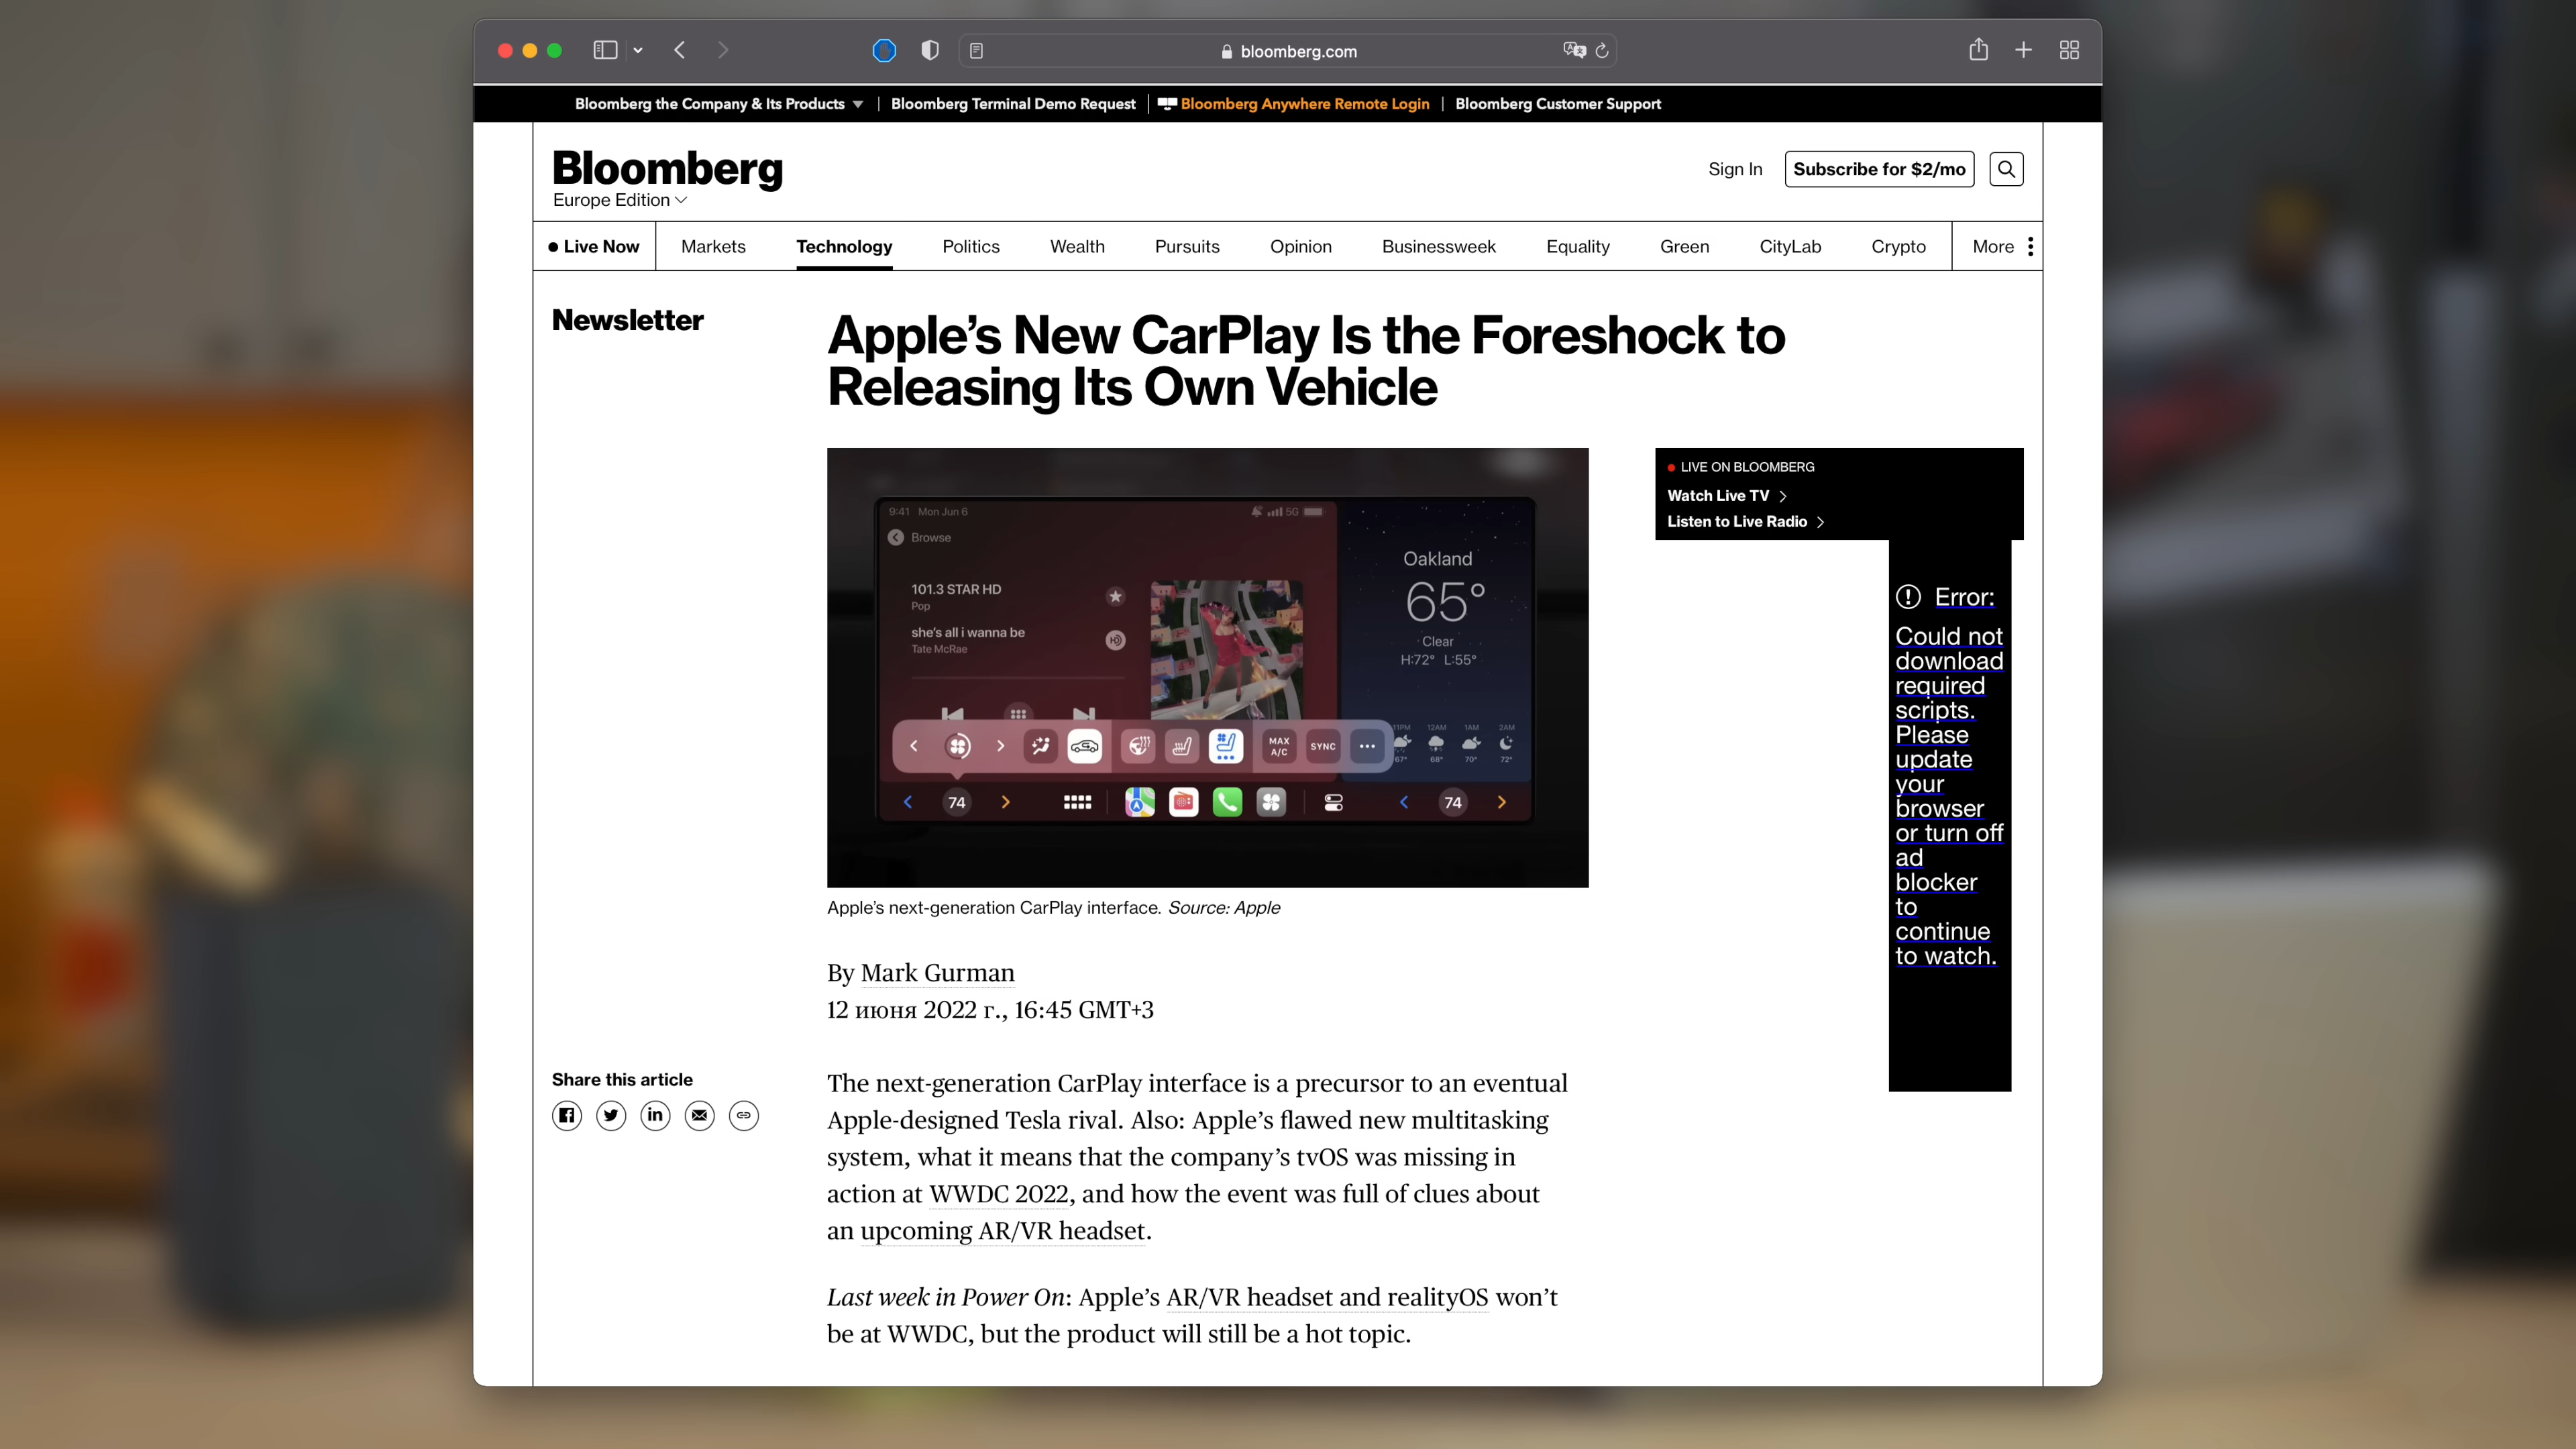 bloomberg.com
Bloomberg the Company & Its Products
Bloomberg Terminal Demo Request
Bloomberg Anywhere Remote Login
Bloomberg Customer Support
Bloomberg
Europe Edition
Sign In
Subscribe for $2/mo
Live Now
Markets
Technology
Politics
Wealth
Pursuits
Opinion
Businessweek
Equality
Green
CityLab
Crypto
More
Newsletter
Apple’s New CarPlay Is the Foreshock to
Releasing Its Own Vehicle
9:41 Mon Jun 6
5G
Browse
101.3 STAR HD
Pop
she's all i wanna be
Tate McRae
Oakland
65°
Clear
H:72° L:55°
11PM 12AM 1AM 2AM
67° 68° 70° 72°
MAX
A/C
SYNC
74
74
LIVE ON BLOOMBERG
Watch Live TV
Listen to Live Radio
Error:
Could not
download
required
scripts.
Please
update
your
browser
or turn off
ad
blocker
to
continue
to watch.
Apple’s next-generation CarPlay interface. Source: Apple
By Mark Gurman
12 июня 2022 г., 16:45 GMT+3
Share this article
The next-generation CarPlay interface is a precursor to an eventual
Apple-designed Tesla rival. Also: Apple’s flawed new multitasking
system, what it means that the company’s tvOS was missing in
action at WWDC 2022, and how the event was full of clues about
an upcoming AR/VR headset.
Last week in Power On: Apple’s AR/VR headset and realityOS won’t
be at WWDC, but the product will still be a hot topic.